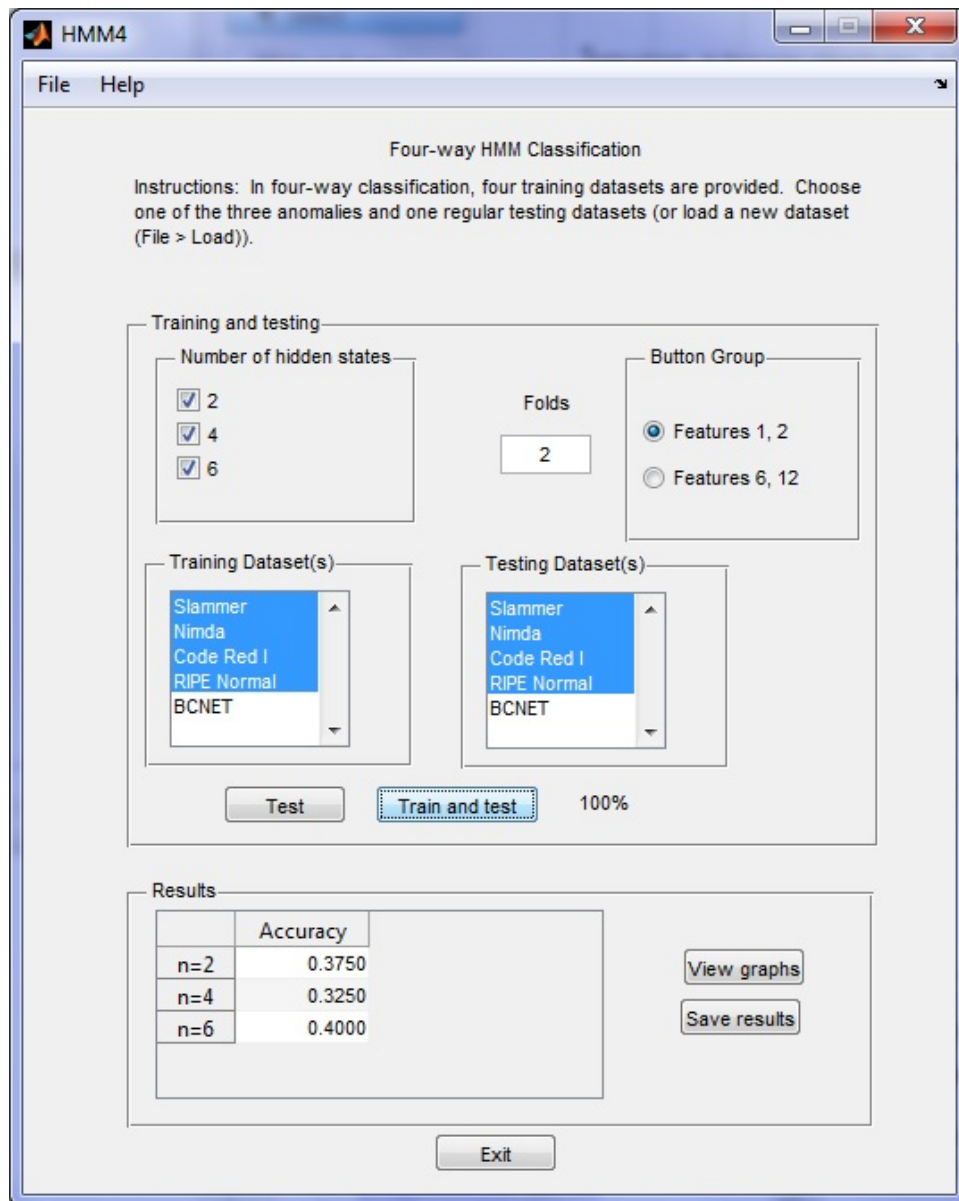 HMM4
File Help
Four-way HMM Classification
Instructions: In four-way classification, four training datasets are provided. Choose
one of the three anomalies and one regular testing datasets (or load a new dataset
(File > Load)).
Training and testing
Number of hidden states
2
4
6
Folds
2
Button Group
Features 1, 2
Features 6, 12
Training Dataset(s)
Slammer
Nimda
Code Red I
RIPE Normal
BCNET
Testing Dataset(s)
Slammer
Nimda
Code Red I
RIPE Normal
BCNET
Test
Train and test
100%
Results
Accuracy
n=2 0.3750
n=4 0.3250
n=6 0.4000
View graphs
Save results
Exit